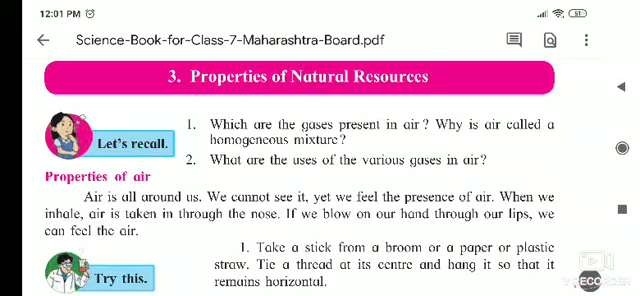 12:01 PM
51
Science-Book-for-Class-7-Maharashtra-Board.pdf
3. Properties of Natural Resources
Let's recall.
1. Which are the gases present in air? Why is air called a
homogeneous mixture?
2. What are the uses of the various gases in air?
Properties of air
Air is all around us. We cannot see it, yet we feel the presence of air. When we
inhale, air is taken in through the nose. If we blow on our hand through our lips, we
can feel the air.
Try this.
1. Take a stick from a broom or a paper or plastic
straw. Tie a thread at its centre and hang it so that it
remains horizontal.